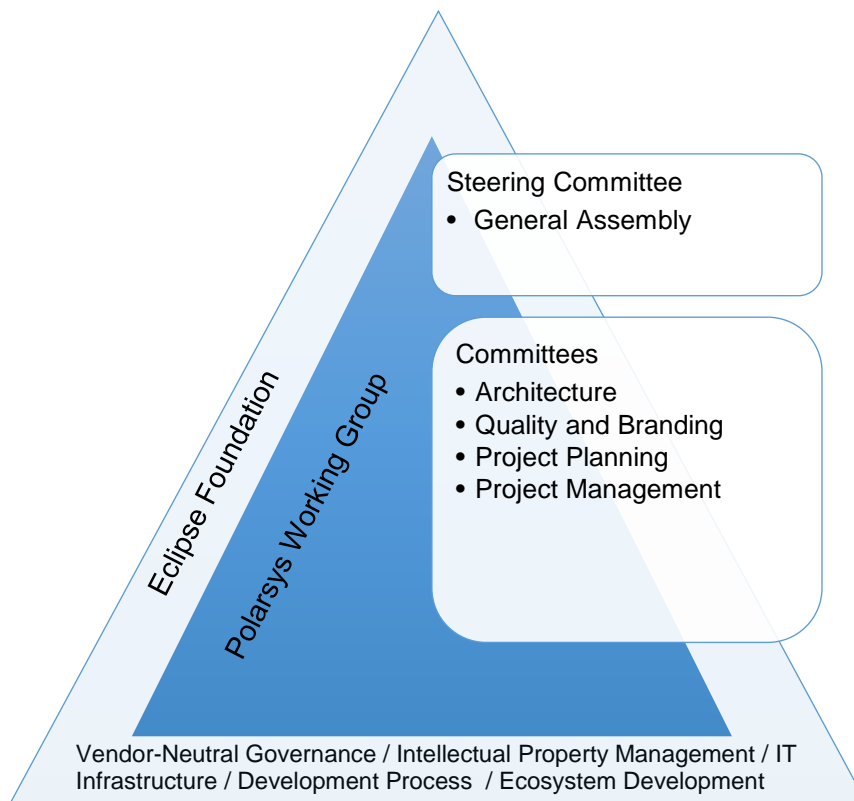 Steering Committee
• General Assembly
Committees
• Architecture
• Quality and Branding
• Project Planning
• Project Management
Eclipse Foundation
Polarsys Working Group
Vendor-Neutral Governance / Intellectual Property Management / IT
Infrastructure / Development Process / Ecosystem Development